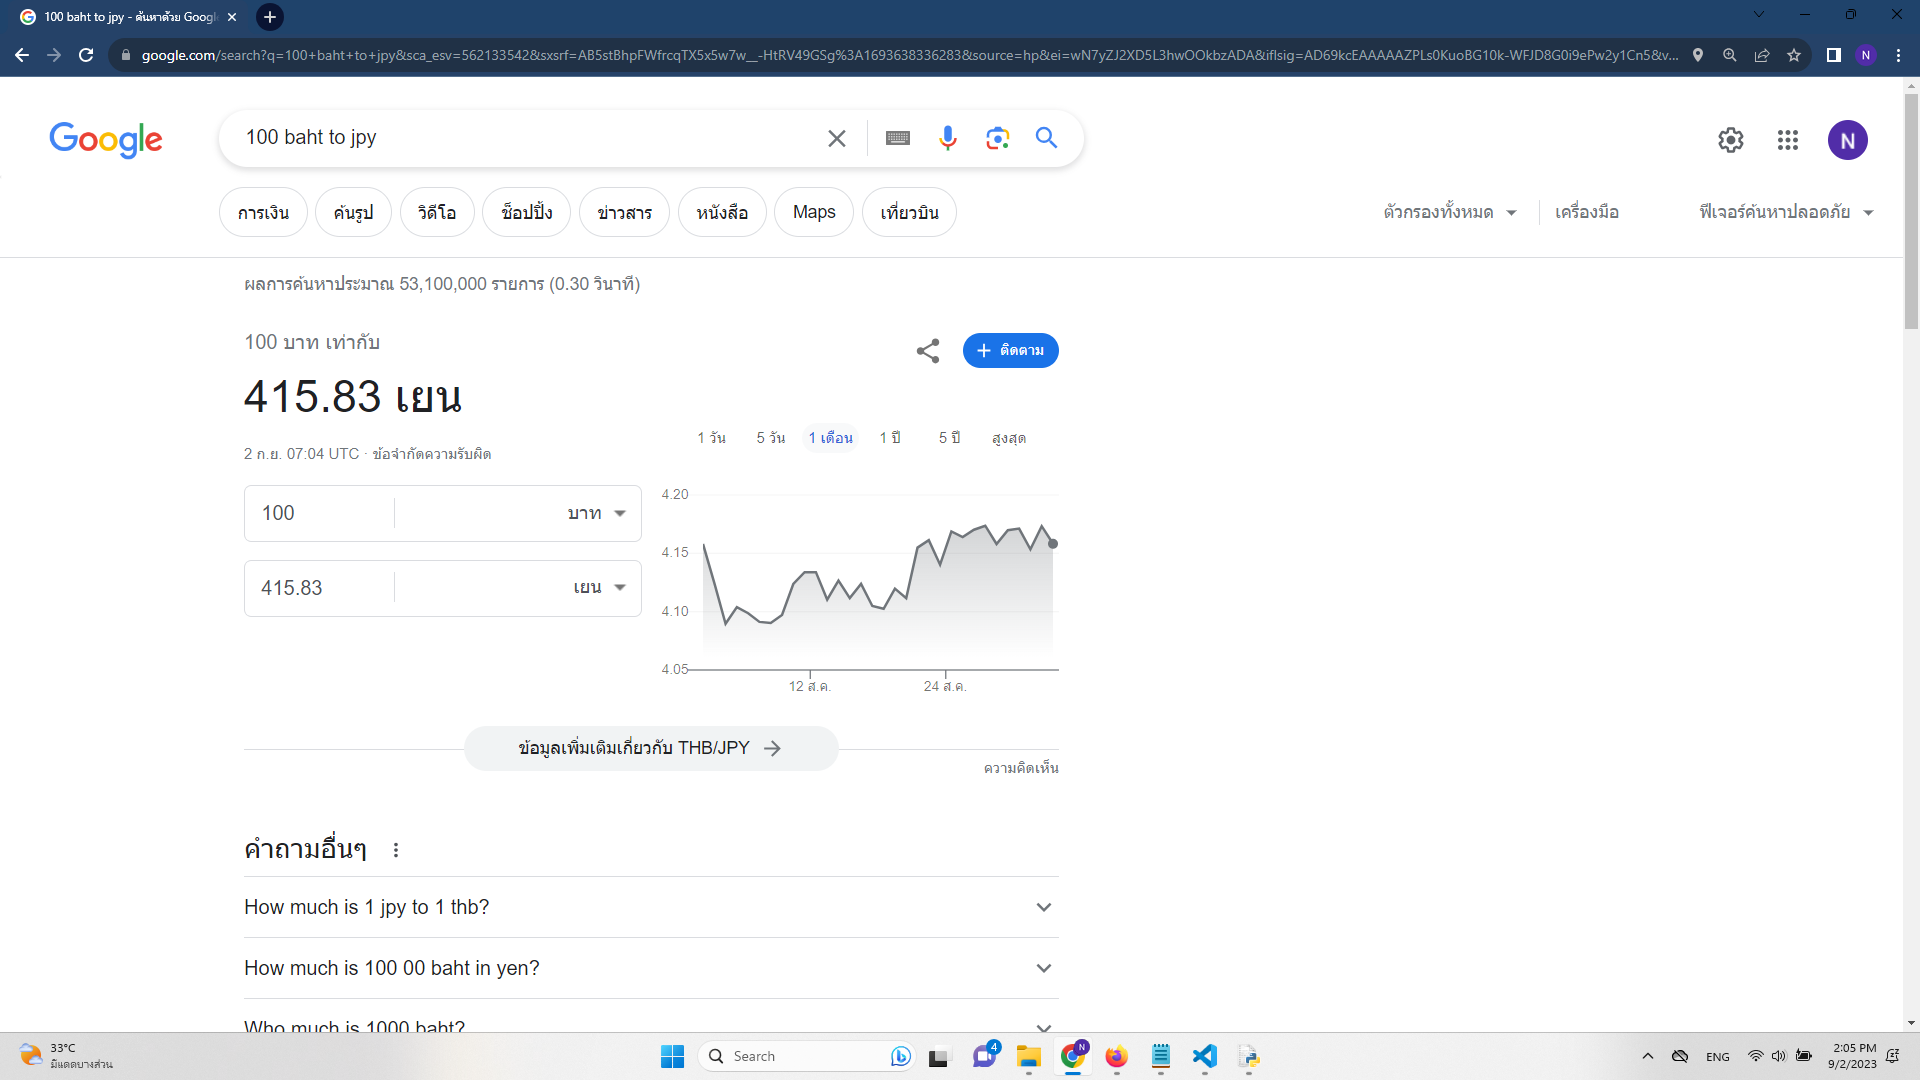 100 baht to jpy - ค้นหาด้วย Googl
google.com/search?q=100+baht+to+jpy&sca_esv=562133542&sxsrf=AB5stBhpFWfrcqTX5x5w7w__-HtRV49GSg%3A1693638336283&source=hp&ei=wN7yZJ2XD5L3hwOOkbzADA&iflsig=AD69kcEAAAAAZPLs0KuoBG10k-WFJD8G0i9ePw2y1Cn5&v...
N
Google
100 baht to jpy
N
การเงิน
ค้นรูป
วิดีโอ
ช็อปปิ้ง
ข่าวสาร
หนังสือ
Maps
เที่ยวบิน
ตัวกรองทั้งหมด
เครื่องมือ
ฟีเจอร์ค้นหาปลอดภัย
ผลการค้นหาประมาณ 53,100,000 รายการ (0.30 วินาที)
100 บาท เท่ากับ
415.83 เยน
2 ก.ย. 07:04 UTC · ข้อจำกัดความรับผิด
ติดตาม
1 วัน
5 วัน
1 เดือน
1 ปี
5 ปี
สูงสุด
100
บาท
415.83
เยน
4.20
4.15
4.10
4.05
12 ส.ค.
24 ส.ค.
ข้อมูลเพิ่มเติมเกี่ยวกับ THB/JPY
ความคิดเห็น
คำถามอื่นๆ
How much is 1 jpy to 1 thb?
How much is 100 00 baht in yen?
Who much is 1000 baht?
33°C
มีแดดบางส่วน
Search
4
N
ENG
2:05 PM
9/2/2023